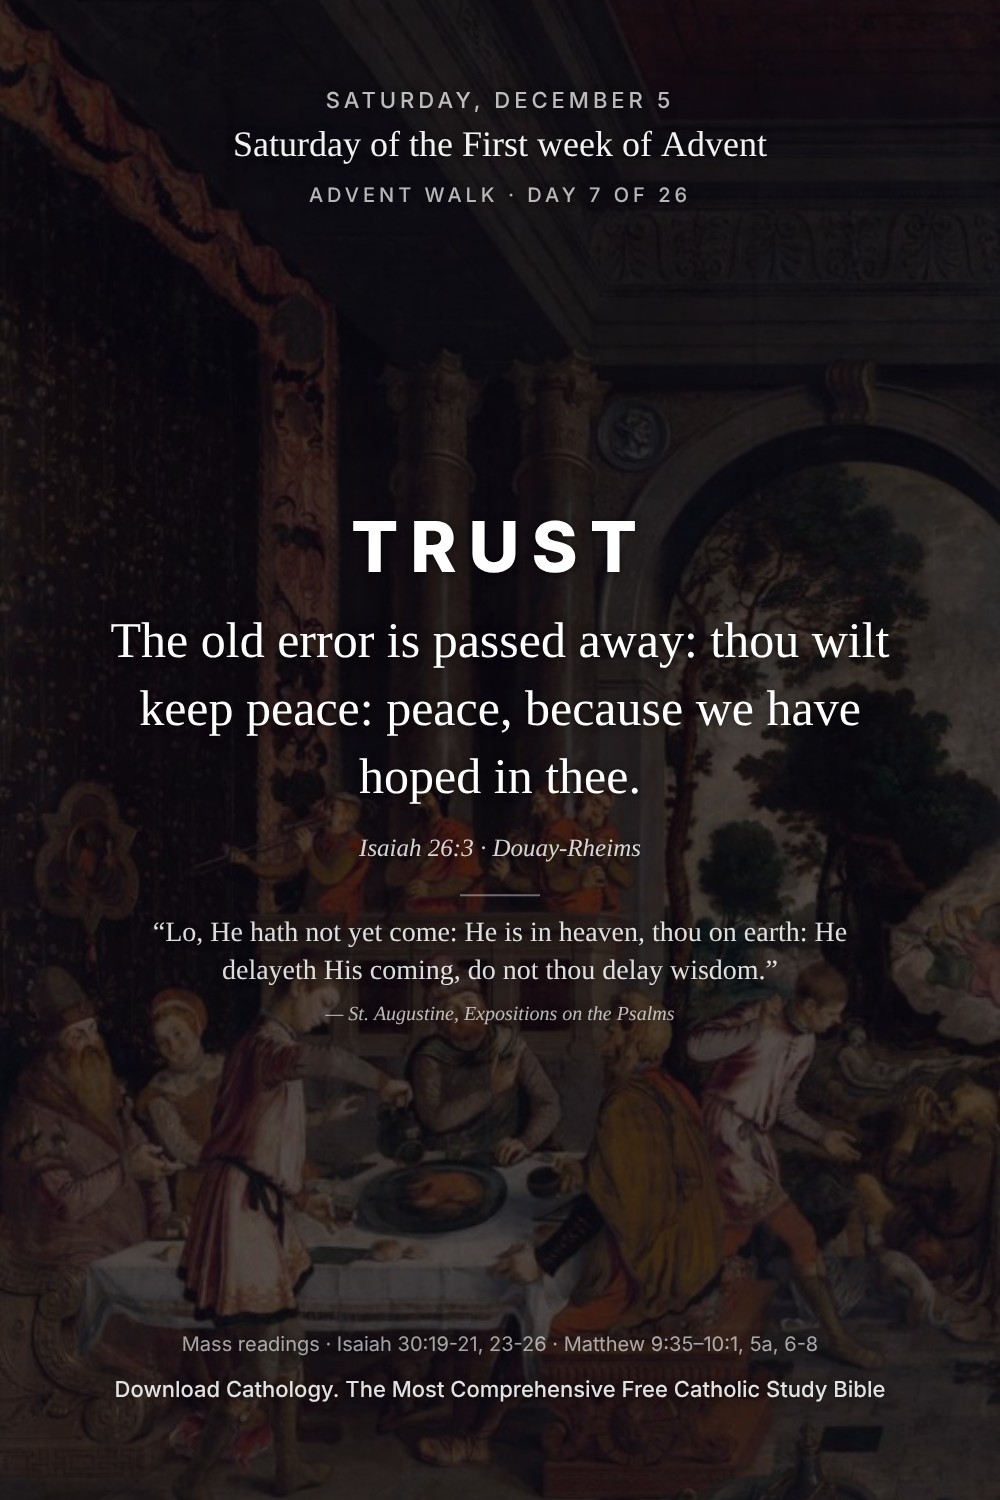 SATURDAY, DECEMBER 5
Saturday of the First week of Advent
ADVENT WALK · DAY 7 OF 26
TRUST
The old error is passed away: thou wilt
keep peace: peace, because we have
hoped in thee.
Isaiah 26:3 · Douay-Rheims
“Lo, He hath not yet come: He is in heaven, thou on earth: He
delayeth His coming, do not thou delay wisdom.”
— St. Augustine, Expositions on the Psalms
Mass readings · Isaiah 30:19-21, 23-26 · Matthew 9:35–10:1, 5a, 6-8
Download Cathology. The Most Comprehensive Free Catholic Study Bible